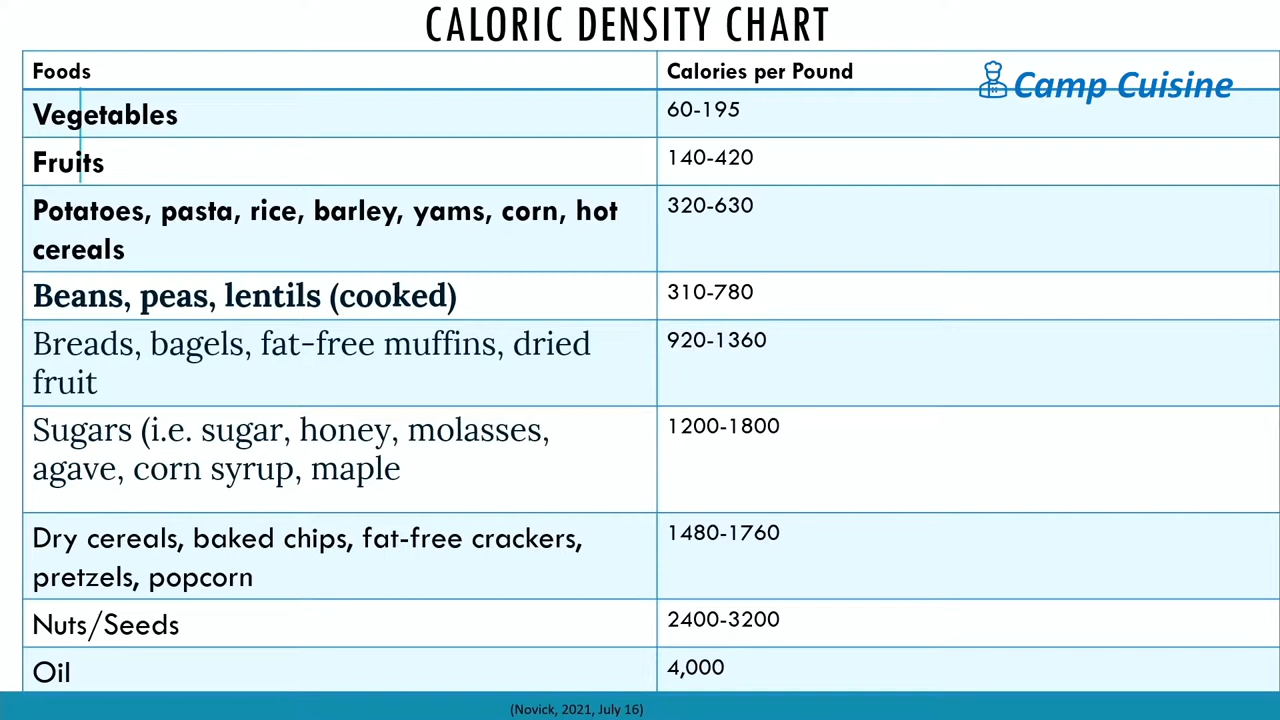 CALORIC DENSITY CHART
Foods
Calories per Pound
Camp Cuisine
Vegetables
60-195
Fruits
140-420
Potatoes, pasta, rice, barley, yams, corn, hot
cereals
320-630
Beans, peas, lentils (cooked)
310-780
Breads, bagels, fat-free muffins, dried
fruit
920-1360
Sugars (i.e. sugar, honey, molasses,
agave, corn syrup, maple
1200-1800
Dry cereals, baked chips, fat-free crackers,
pretzels, popcorn
1480-1760
Nuts/Seeds
2400-3200
Oil
4,000
(Novick, 2021, July 16)